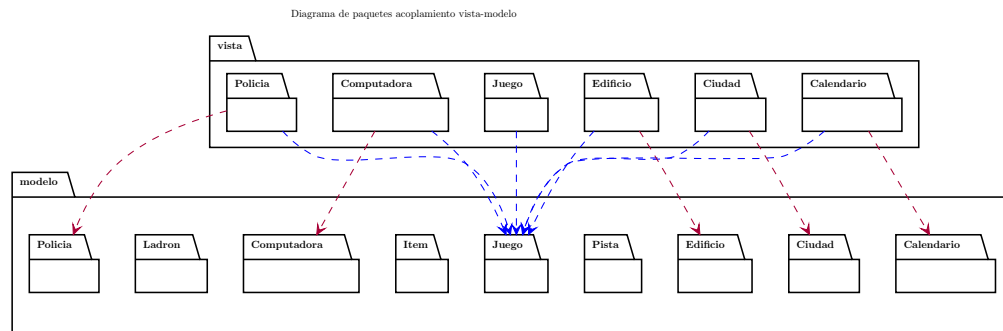 Diagrama de paquetes acoplamiento vista-modelo
vista
Policia
Computadora
Juego
Edificio
Ciudad
Calendario
modelo
Policia
Ladron
Computadora
Item
Juego
Pista
Edificio
Ciudad
Calendario